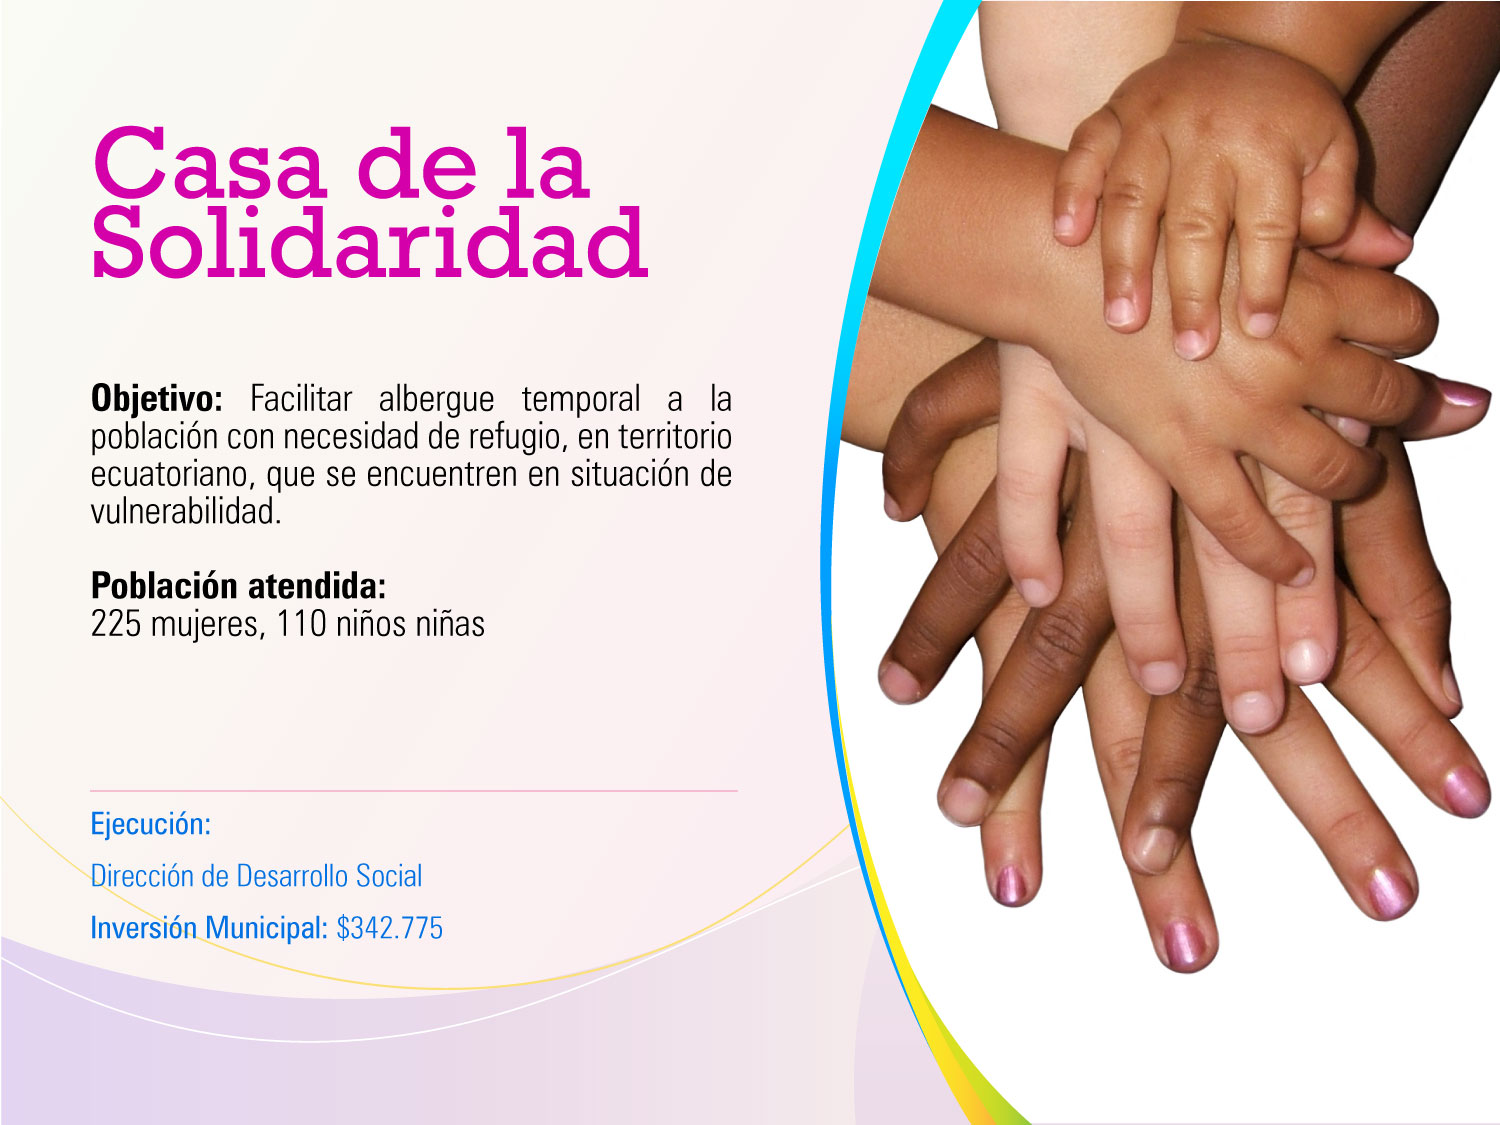 Casa de la
Solidaridad
Objetivo: Facilitar albergue temporal a la
población con necesidad de refugio, en territorio
ecuatoriano, que se encuentren en situación de
vulnerabilidad.
Población atendida:
225 mujeres, 110 niños niñas
Ejecución:
Dirección de Desarrollo Social
Inversión Municipal: $342.775